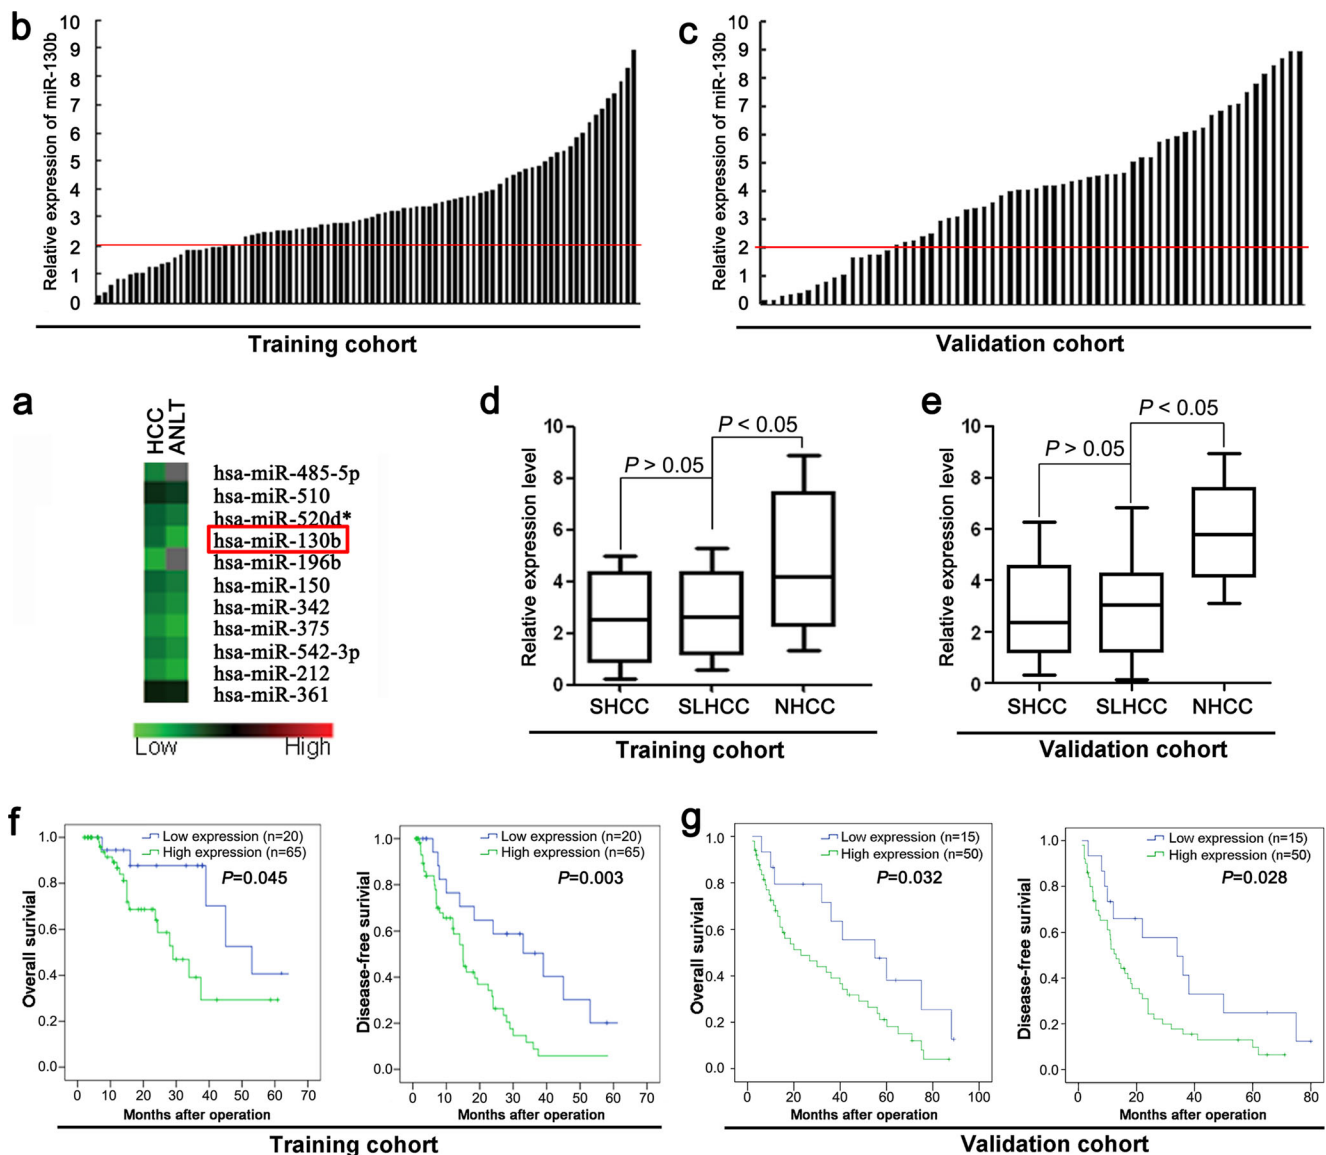 b
Relative expression of miR-130b
10
9
8
7
6
5
4
3
2
1
0
Training cohort
c
Relative expression of miR-130b
10
9
8
7
6
5
4
3
2
1
0
Validation cohort
a
HCC
ANLT
hsa-miR-485-5p
hsa-miR-510
hsa-miR-520d*
hsa-miR-130b
hsa-miR-196b
hsa-miR-150
hsa-miR-342
hsa-miR-375
hsa-miR-542-3p
hsa-miR-212
hsa-miR-361
Low High
d
Relative expression level
10
8
6
4
2
0
P > 0.05
P < 0.05
SHCC SLHCC NHCC
Training cohort
e
Relative expression level
10
8
6
4
2
0
P > 0.05
P < 0.05
SHCC SLHCC NHCC
Validation cohort
f
Overall surivial
1.0
0.8
0.6
0.4
0.2
0.0
Low expression (n=20)
High expression (n=65)
P=0.045
0 10 20 30 40 50 60 70
Months after operation
Disease-free surivial
1.0
0.8
0.6
0.4
0.2
0.0
Low expression (n=20)
High expression (n=65)
P=0.003
0 10 20 30 40 50 60 70
Months after operation
Training cohort
g
Overall surivial
1.0
0.8
0.6
0.4
0.2
0.0
Low expression (n=15)
High expression (n=50)
P=0.032
0 20 40 60 80 100
Months after operation
Disease-free surivial
1.0
0.8
0.6
0.4
0.2
0.0
Low expression (n=15)
High expression (n=50)
P=0.028
0 20 40 60 80
Months after operation
Validation cohort